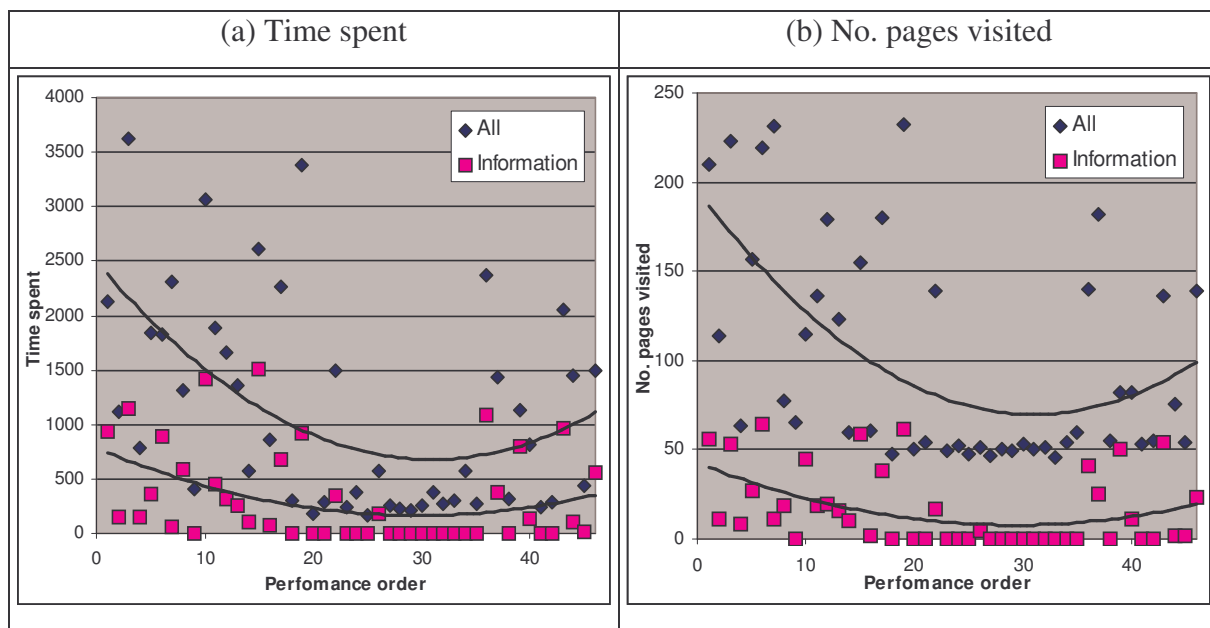 (a) Time spent
(b) No. pages visited
4000
3500
3000
2500
2000
1500
1000
500
0
Time spent
All
Information
0
10
20
30
40
Perfomance order
250
200
150
100
50
0
No. pages visited
All
Information
0
10
20
30
40
Perfomance order